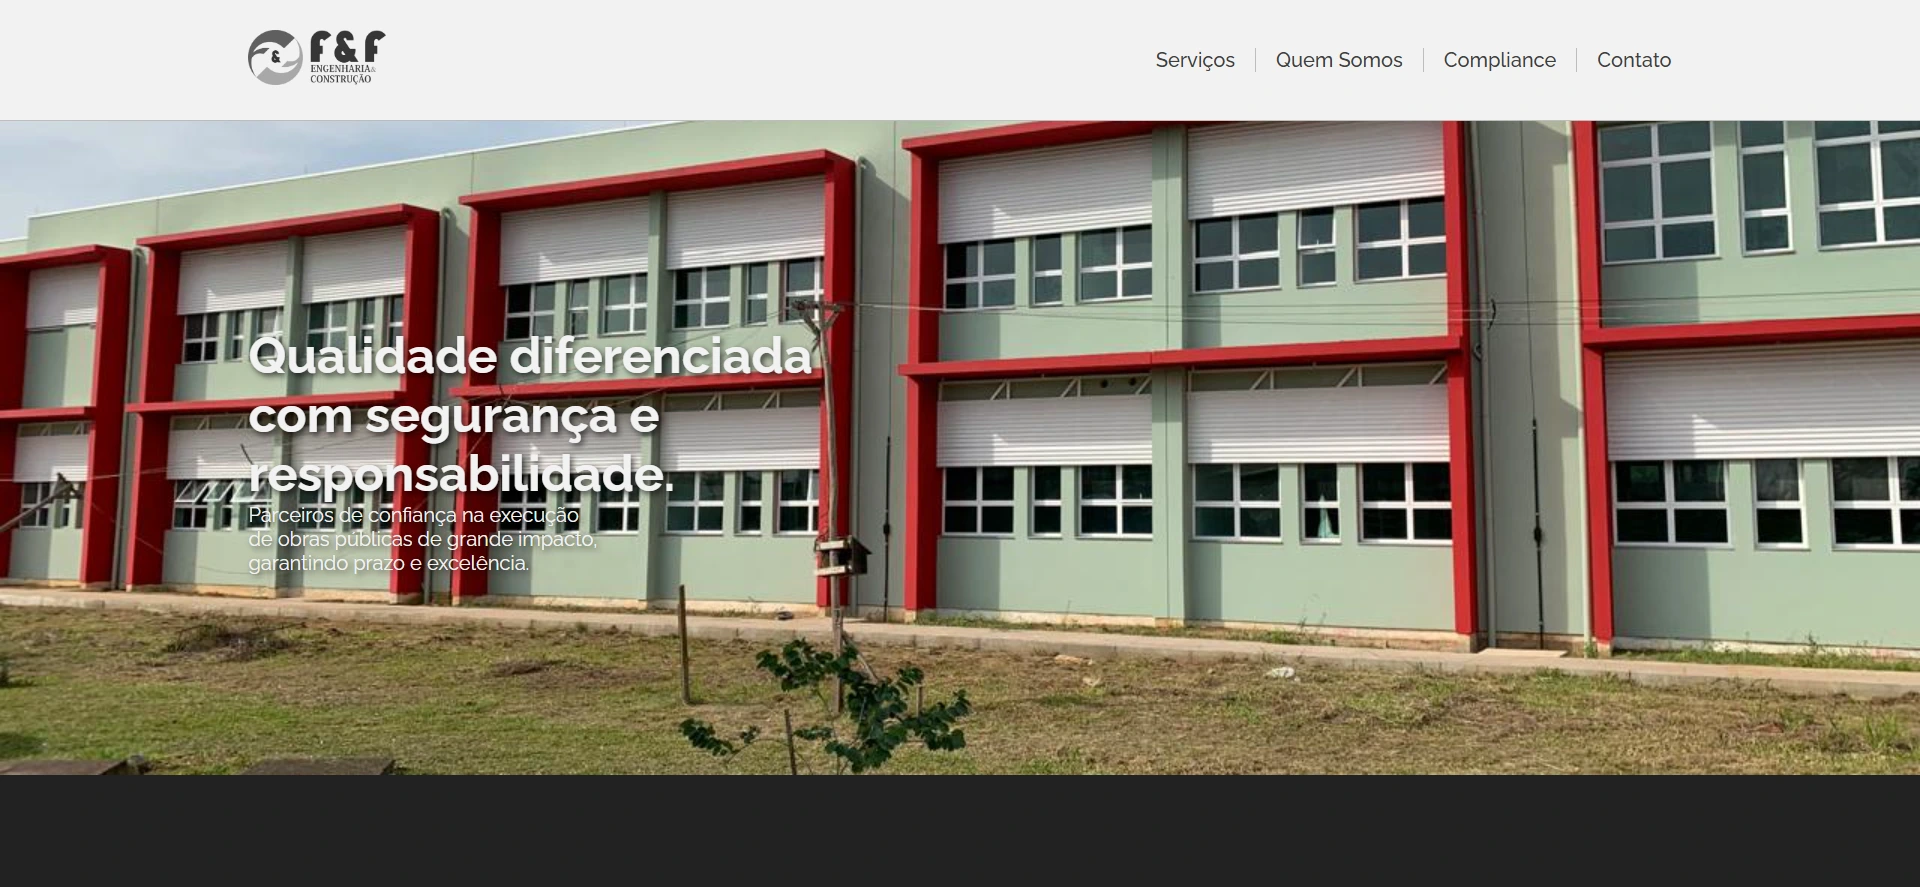 &
F&F
ENGENHARIA&
CONSTRUÇÃO
Serviços
Quem Somos
Compliance
Contato
Qualidade diferenciada
com segurança e
responsabilidade.
Parceiros de confiança na execução
de obras públicas de grande impacto,
garantindo prazo e excelência.